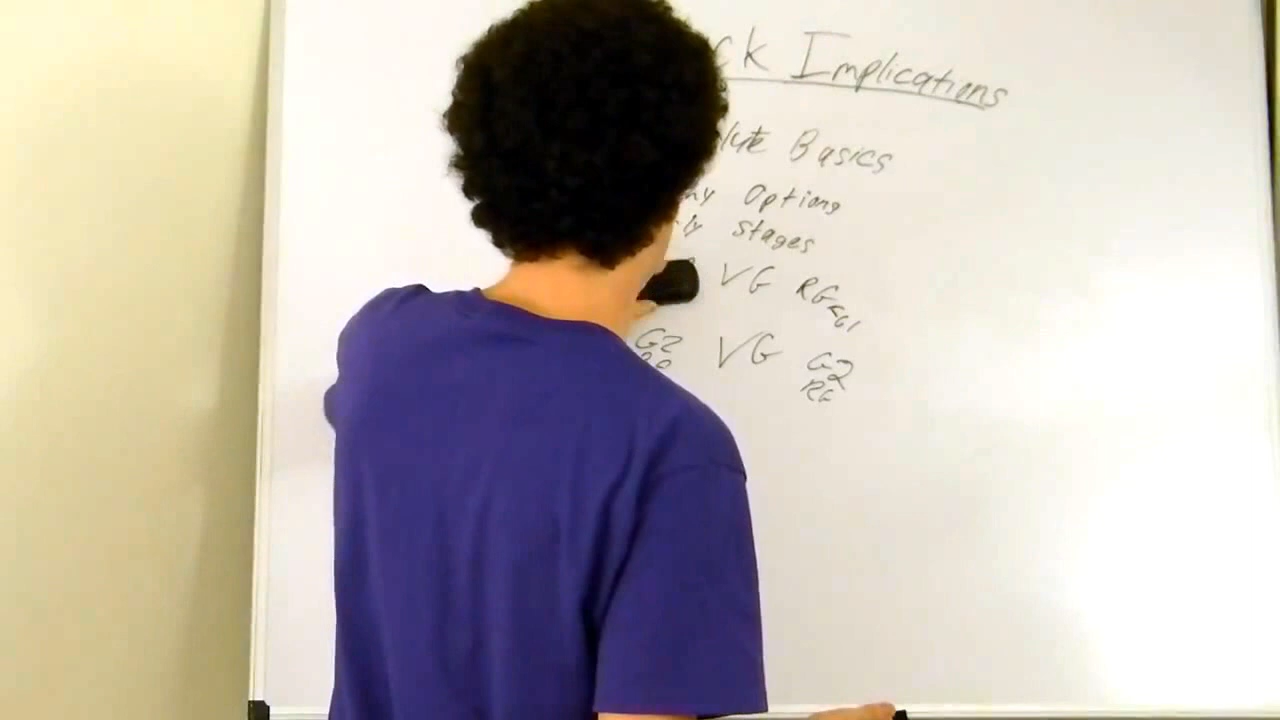 ck Implications
lute Basics
ny Options
ly Stages
VG RG<G1
G2 VG G2
RG